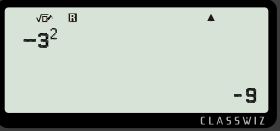 √▫/ R ▲
−3²
−9
CLASSWIZ